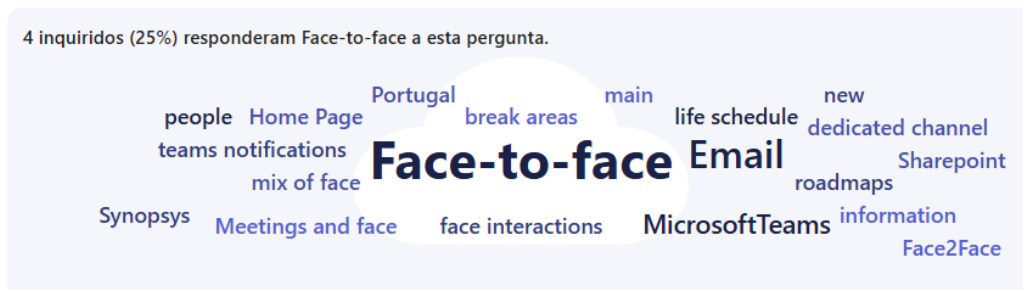 4 inquiridos (25%) responderam Face-to-face a esta pergunta.
Portugal main new
people Home Page break areas life schedule dedicated channel
teams notifications Face-to-face Email Sharepoint
mix of face roadmaps
Synopsys Meetings and face face interactions MicrosoftTeams information
Face2Face